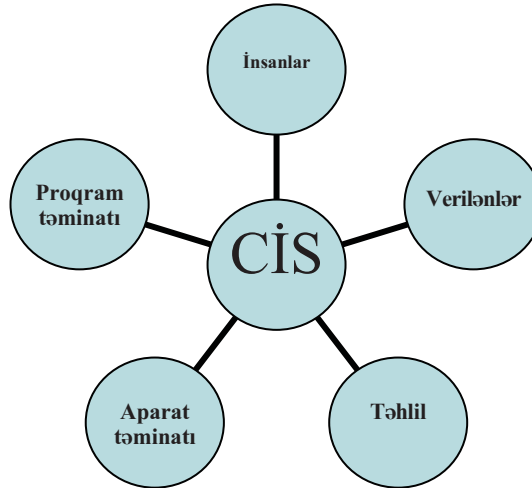 İnsanlar
Proqram
təminatı
Verilənlər
CİS
Aparat
təminatı
Təhlil